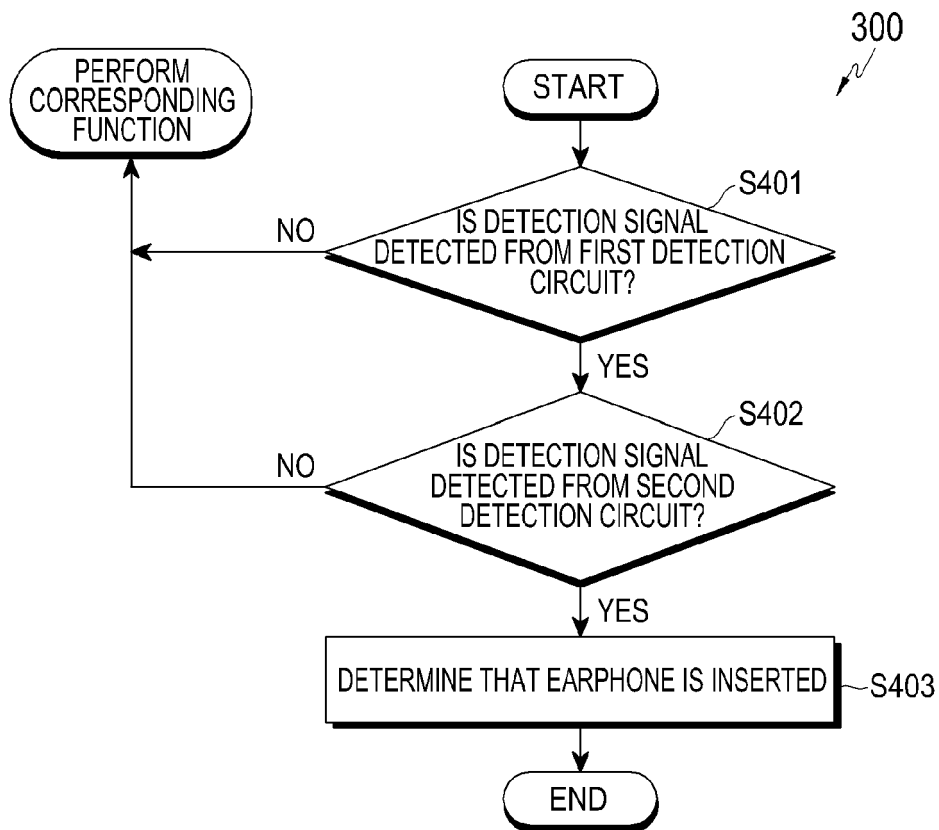 300
PERFORM
CORRESPONDING
FUNCTION
START
S401
IS DETECTION SIGNAL
DETECTED FROM FIRST DETECTION
CIRCUIT?
NO
YES
S402
IS DETECTION SIGNAL
DETECTED FROM SECOND
DETECTION CIRCUIT?
NO
YES
DETERMINE THAT EARPHONE IS INSERTED
S403
END